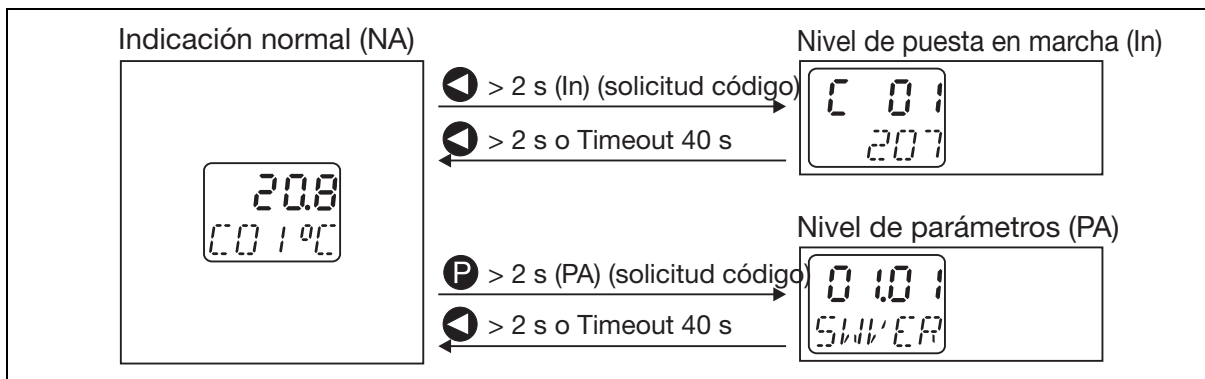 Indicación normal (NA)
20.8
C01°C
> 2 s (In) (solicitud código)
> 2 s o Timeout 40 s
Nivel de puesta en marcha (In)
C 01
207
P > 2 s (PA) (solicitud código)
> 2 s o Timeout 40 s
Nivel de parámetros (PA)
01.01
SWVER